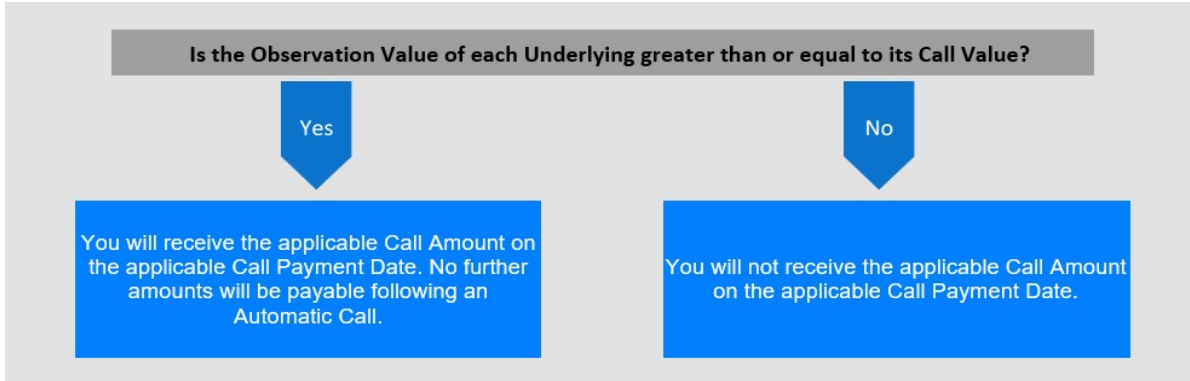 Is the Observation Value of each Underlying greater than or equal to its Call Value?
Yes
No
You will receive the applicable Call Amount on
the applicable Call Payment Date. No further
amounts will be payable following an
Automatic Call.
You will not receive the applicable Call Amount
on the applicable Call Payment Date.